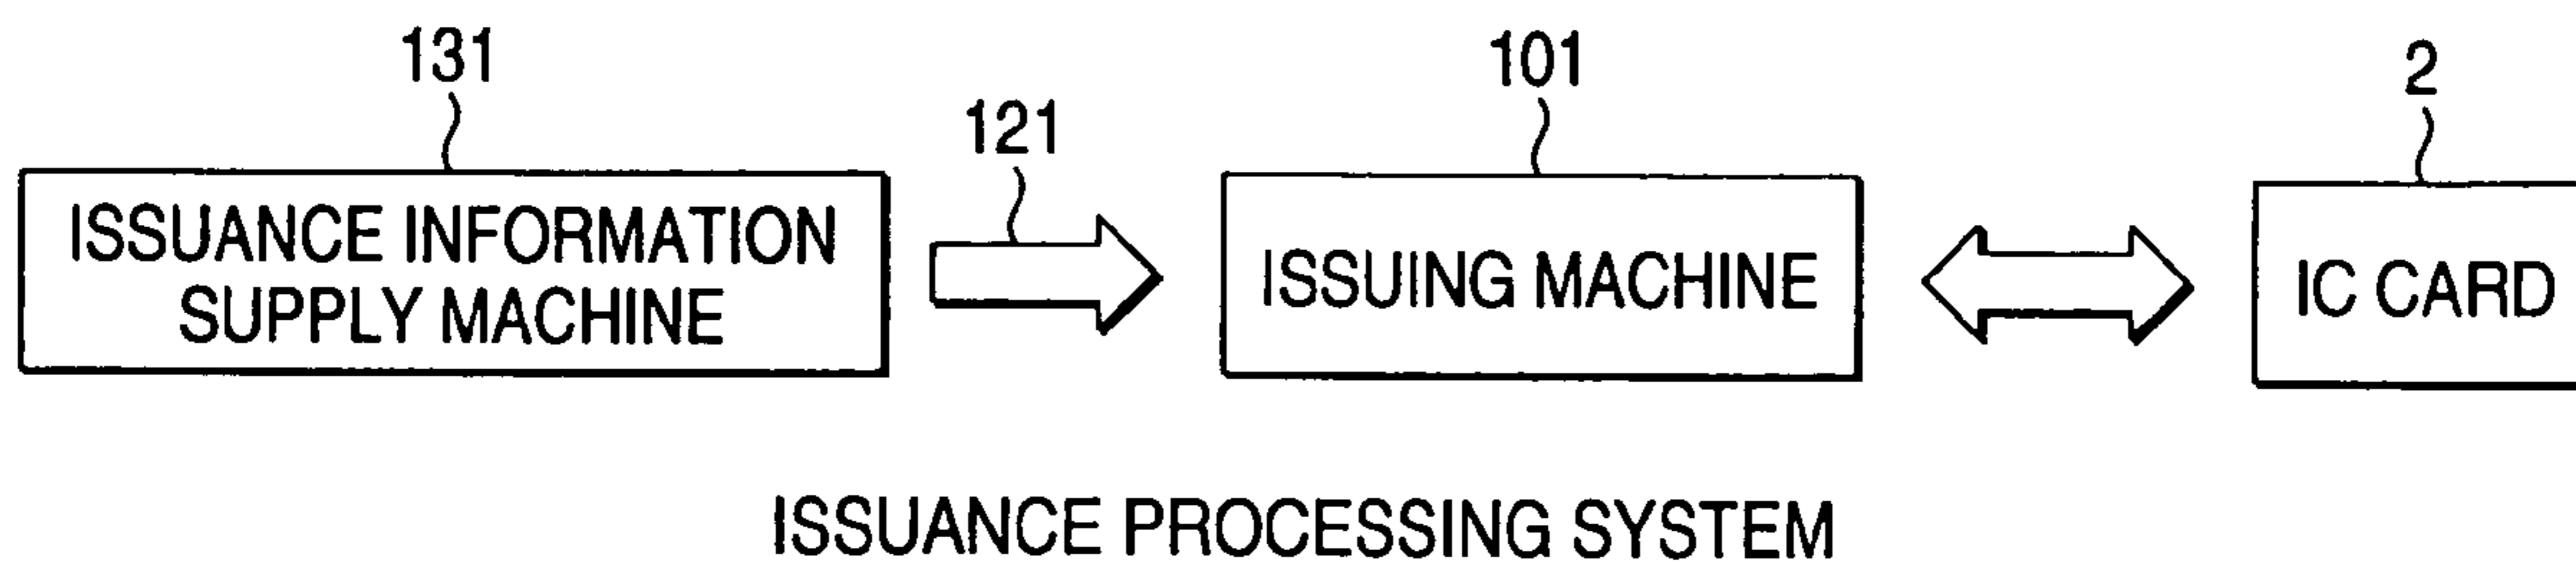 131
121
101
2
ISSUANCE INFORMATION
SUPPLY MACHINE
ISSUING MACHINE
IC CARD
ISSUANCE PROCESSING SYSTEM